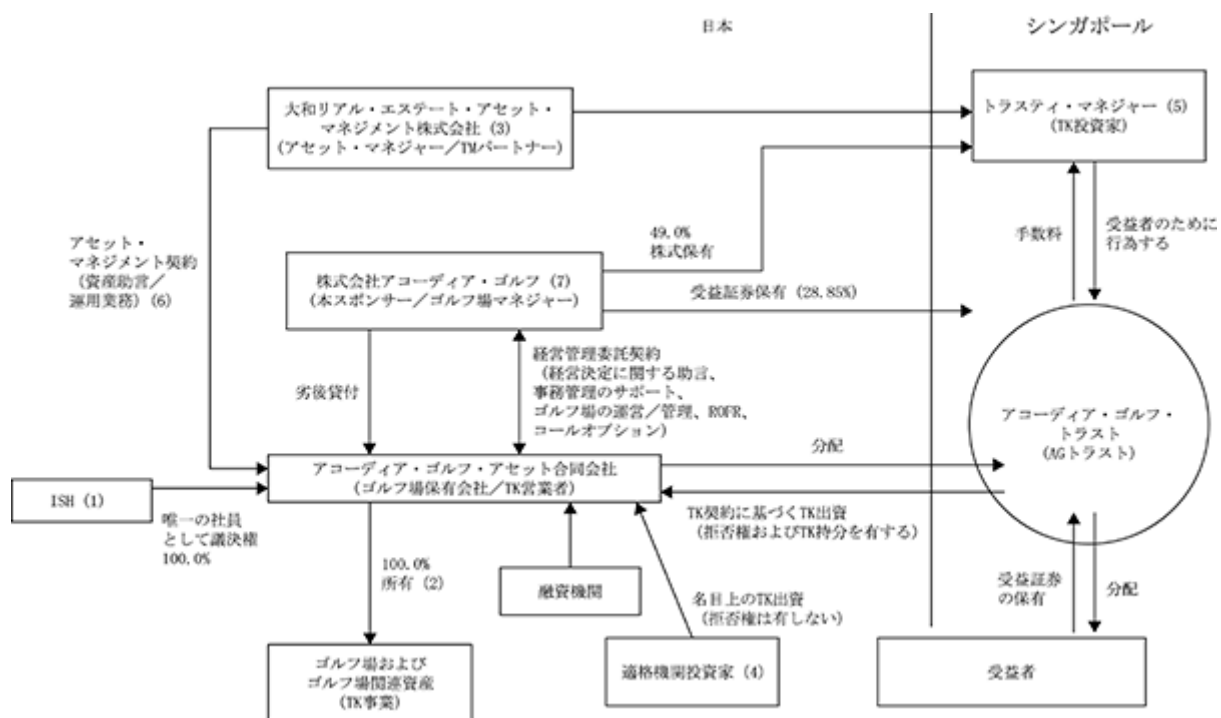 日本
シンガポール
大和リアル・エステート・アセット・
マネジメント株式会社 (3)
(アセット・マネジャー／TMパートナー)
トラスティ・マネジャー (5)
(TK投資家)
アセット・
マネジメント契約
(資産助言／
運用業務) (6)
49.0%
株式保有
手数料
受益者のために
行為する
株式会社アコーディア・ゴルフ (7)
(本スポンサー／ゴルフ場マネジャー)
受益証券保有 (28.85%)
劣後貸付
経営管理委託契約
(経営決定に関する助言、
事務管理のサポート、
ゴルフ場の運営／管理、ROFR、
コールオプション)
アコーディア・ゴルフ・
トラスト
(AGトラスト)
分配
アコーディア・ゴルフ・アセット合同会社
(ゴルフ場保有会社／TK営業者)
ISH (1)
唯一の社員
として議決権
100.0%
TK契約に基づくTK出資
(拒否権およびTK持分を有する)
100.0%
所有 (2)
融資機関
名目上のTK出資
(拒否権は有しない)
受益証券
の保有
分配
ゴルフ場および
ゴルフ場関連資産
(TK事業)
適格機関投資家 (4)
受益者